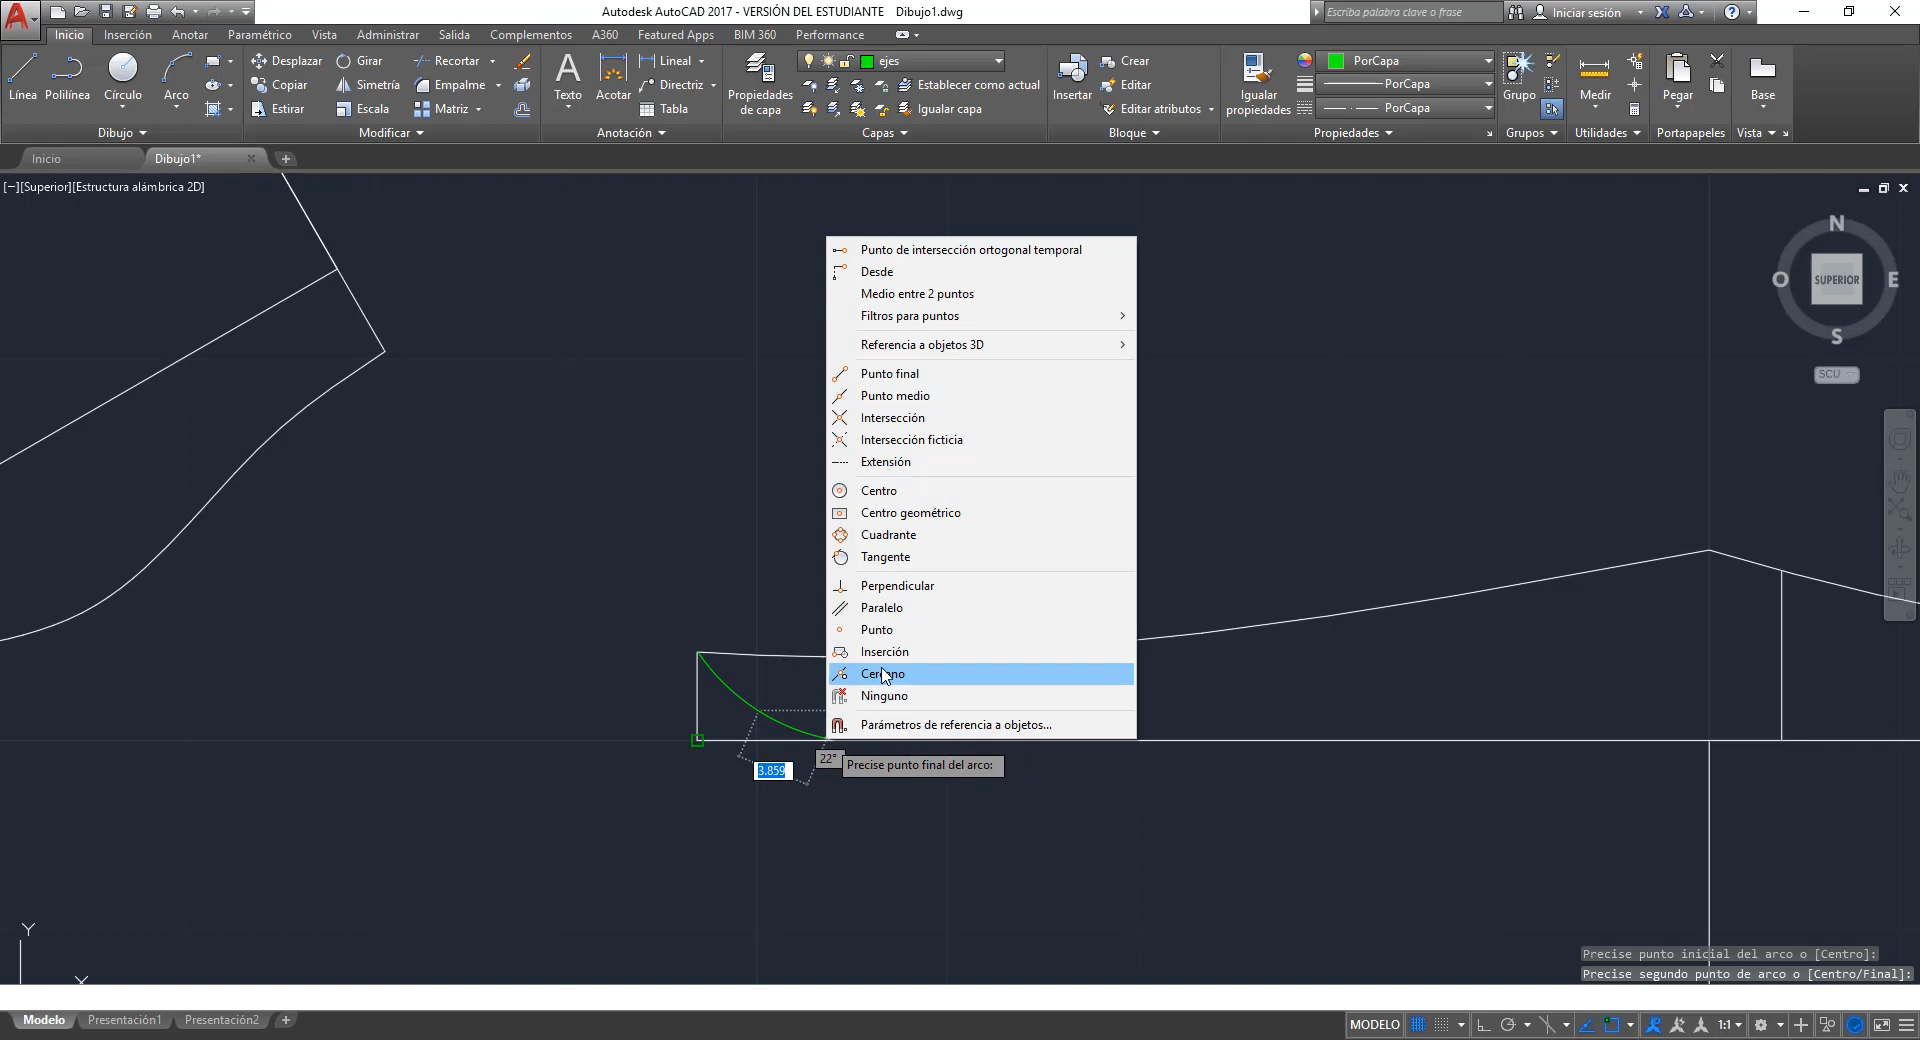 Autodesk AutoCAD 2017 - VERSIÓN DEL ESTUDIANTE Dibujo1.dwg
Escriba palabra clave o frase
Iniciar sesión
Inicio Inserción Anotar Paramétrico Vista Administrar Salida Complementos A360 Featured Apps BIM 360 Performance
Línea
Polilínea
Círculo
Arco
Dibujo
Desplazar Girar Recortar
Copiar Simetría Empalme
Estirar Escala Matriz
Modificar
Texto
Acotar
Lineal
Directriz
Tabla
Anotación
Propiedades
de capa
ejes
Establecer como actual
Igualar capa
Capas
Insertar
Crear
Editar
Editar atributos
Bloque
Igualar
propiedades
PorCapa
PorCapa
PorCapa
Propiedades
Grupo
Grupos
Medir
Utilidades
Pegar
Portapapeles
Base
Vista
Inicio
Dibujo1*
[−][Superior][Estructura alámbrica 2D]
N
O
SUPERIOR
E
S
SCU
Punto de intersección ortogonal temporal
Desde
Medio entre 2 puntos
Filtros para puntos
Referencia a objetos 3D
Punto final
Punto medio
Intersección
Intersección ficticia
Extensión
Centro
Centro geométrico
Cuadrante
Tangente
Perpendicular
Paralelo
Punto
Inserción
Cercano
Ninguno
Parámetros de referencia a objetos...
22°
Precise punto final del arco:
3.859
Y
X
Precise punto inicial del arco o [Centro]:
Precise segundo punto de arco o [Centro/Final]:
Modelo Presentación1 Presentación2
MODELO
1:1